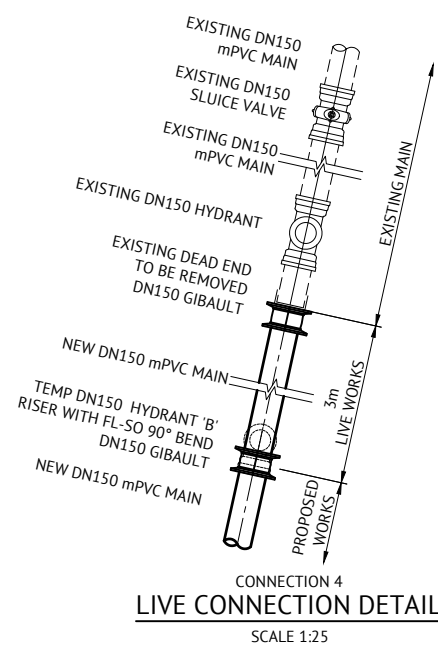 EXISTING DN150
mPVC MAIN
EXISTING DN150
SLUICE VALVE
EXISTING DN150
mPVC MAIN
EXISTING DN150 HYDRANT
EXISTING DEAD END
TO BE REMOVED
DN150 GIBAULT
NEW DN150 mPVC MAIN
TEMP DN150 HYDRANT 'B'
RISER WITH FL-SO 90° BEND
DN150 GIBAULT
NEW DN150 mPVC MAIN
EXISTING MAIN
3m
LIVE WORKS
PROPOSED
WORKS
CONNECTION 4
LIVE CONNECTION DETAIL
SCALE 1:25